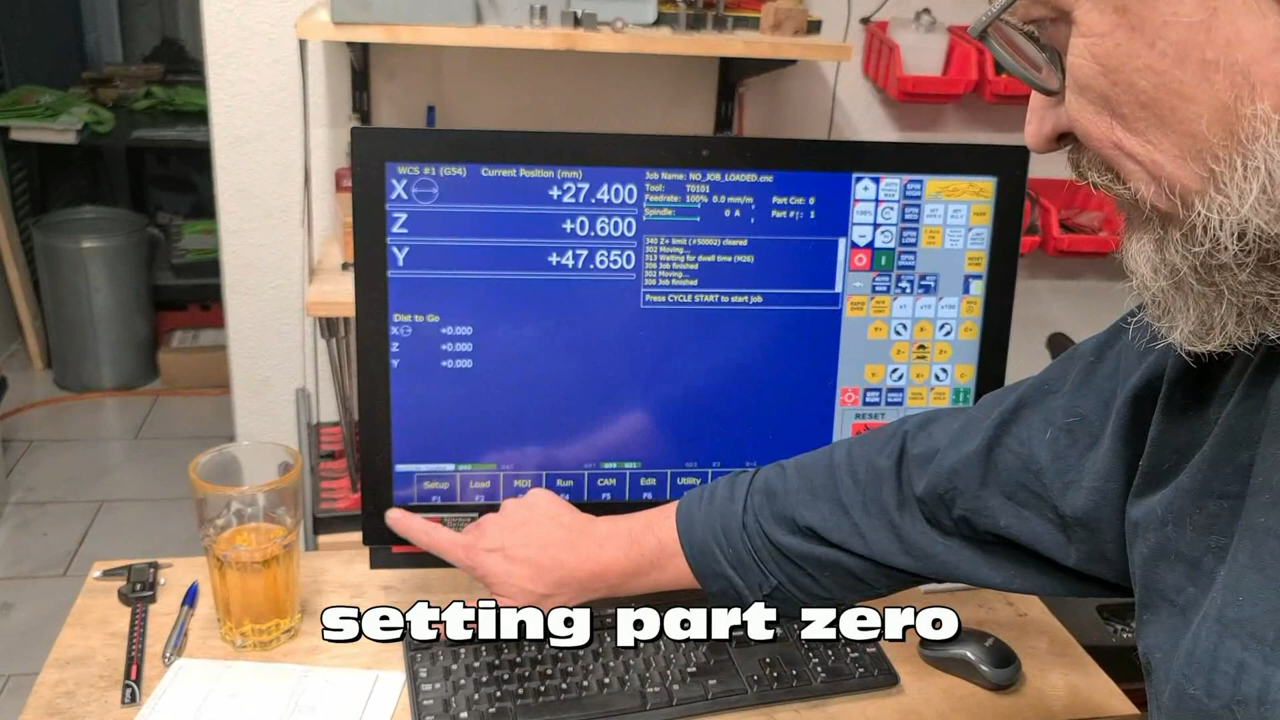 WCS #1 (G54) Current Position (mm)
X +27.400
Z +0.600
Y +47.650
Dist to Go
X +0.000
Z +0.000
Y +0.000
Job Name: NO_JOB_LOADED.cnc
Tool: T0101
Feedrate: 100% 0.0 mm/m Part Cnt: 0
Spindle: 0 A Part #: 1
340 Z+ limit (#50002) cleared
302 Moving...
313 Waiting for dwell time (M26)
306 Job finished
302 Moving...
306 Job finished
Press CYCLE START to start job
100%
x1 x10 x100
Y+ X- C+
Z- Z+
Y- X+ C-
RESET
Setup Load MDI Run CAM Edit Utility
F1 F2 F4 F5 F6
setting part zero